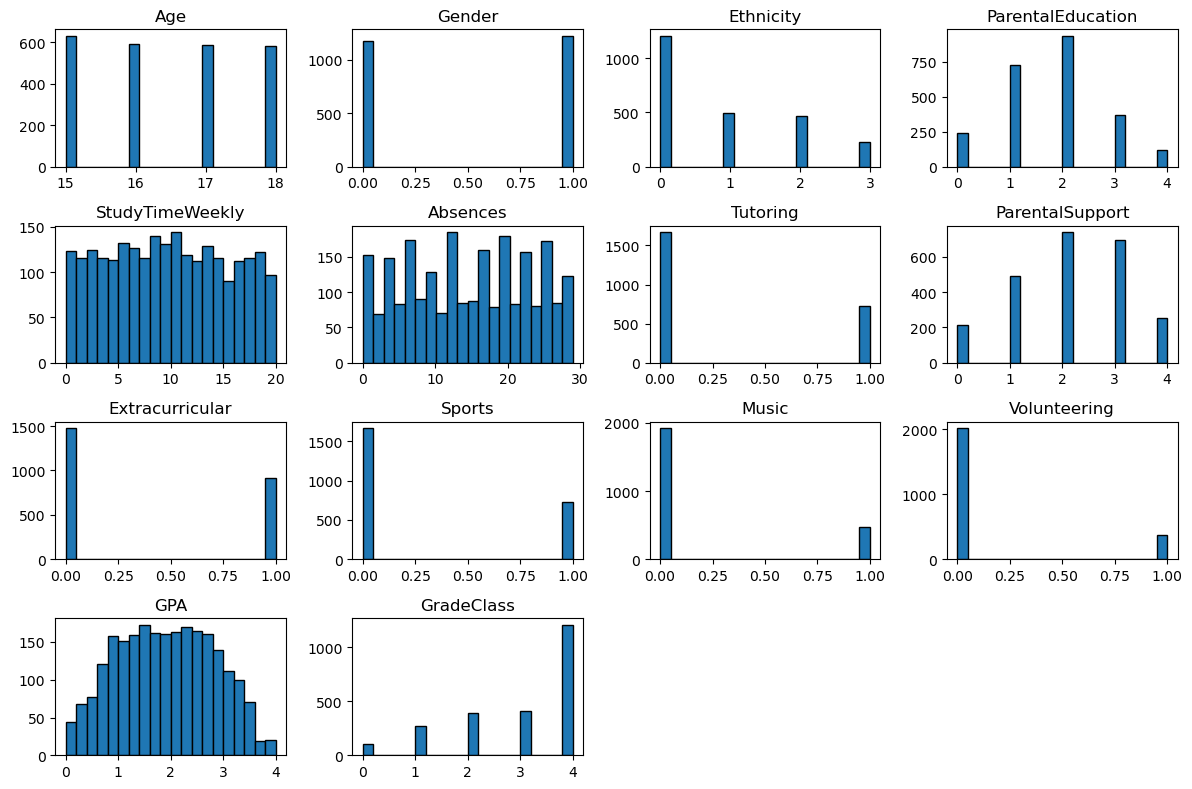 Age
600
400
200
0
15 16 17 18
Gender
1000
500
0
0.00 0.25 0.50 0.75 1.00
Ethnicity
1000
500
0
0 1 2 3
ParentalEducation
750
500
250
0
0 1 2 3 4
StudyTimeWeekly
150
100
50
0
0 5 10 15 20
Absences
150
100
50
0
0 10 20 30
Tutoring
1500
1000
500
0
0.00 0.25 0.50 0.75 1.00
ParentalSupport
600
400
200
0
0 1 2 3 4
Extracurricular
1500
1000
500
0
0.00 0.25 0.50 0.75 1.00
Sports
1500
1000
500
0
0.00 0.25 0.50 0.75 1.00
Music
2000
1000
0
0.00 0.25 0.50 0.75 1.00
Volunteering
2000
1000
0
0.00 0.25 0.50 0.75 1.00
GPA
150
100
50
0
0 1 2 3 4
GradeClass
1000
500
0
0 1 2 3 4